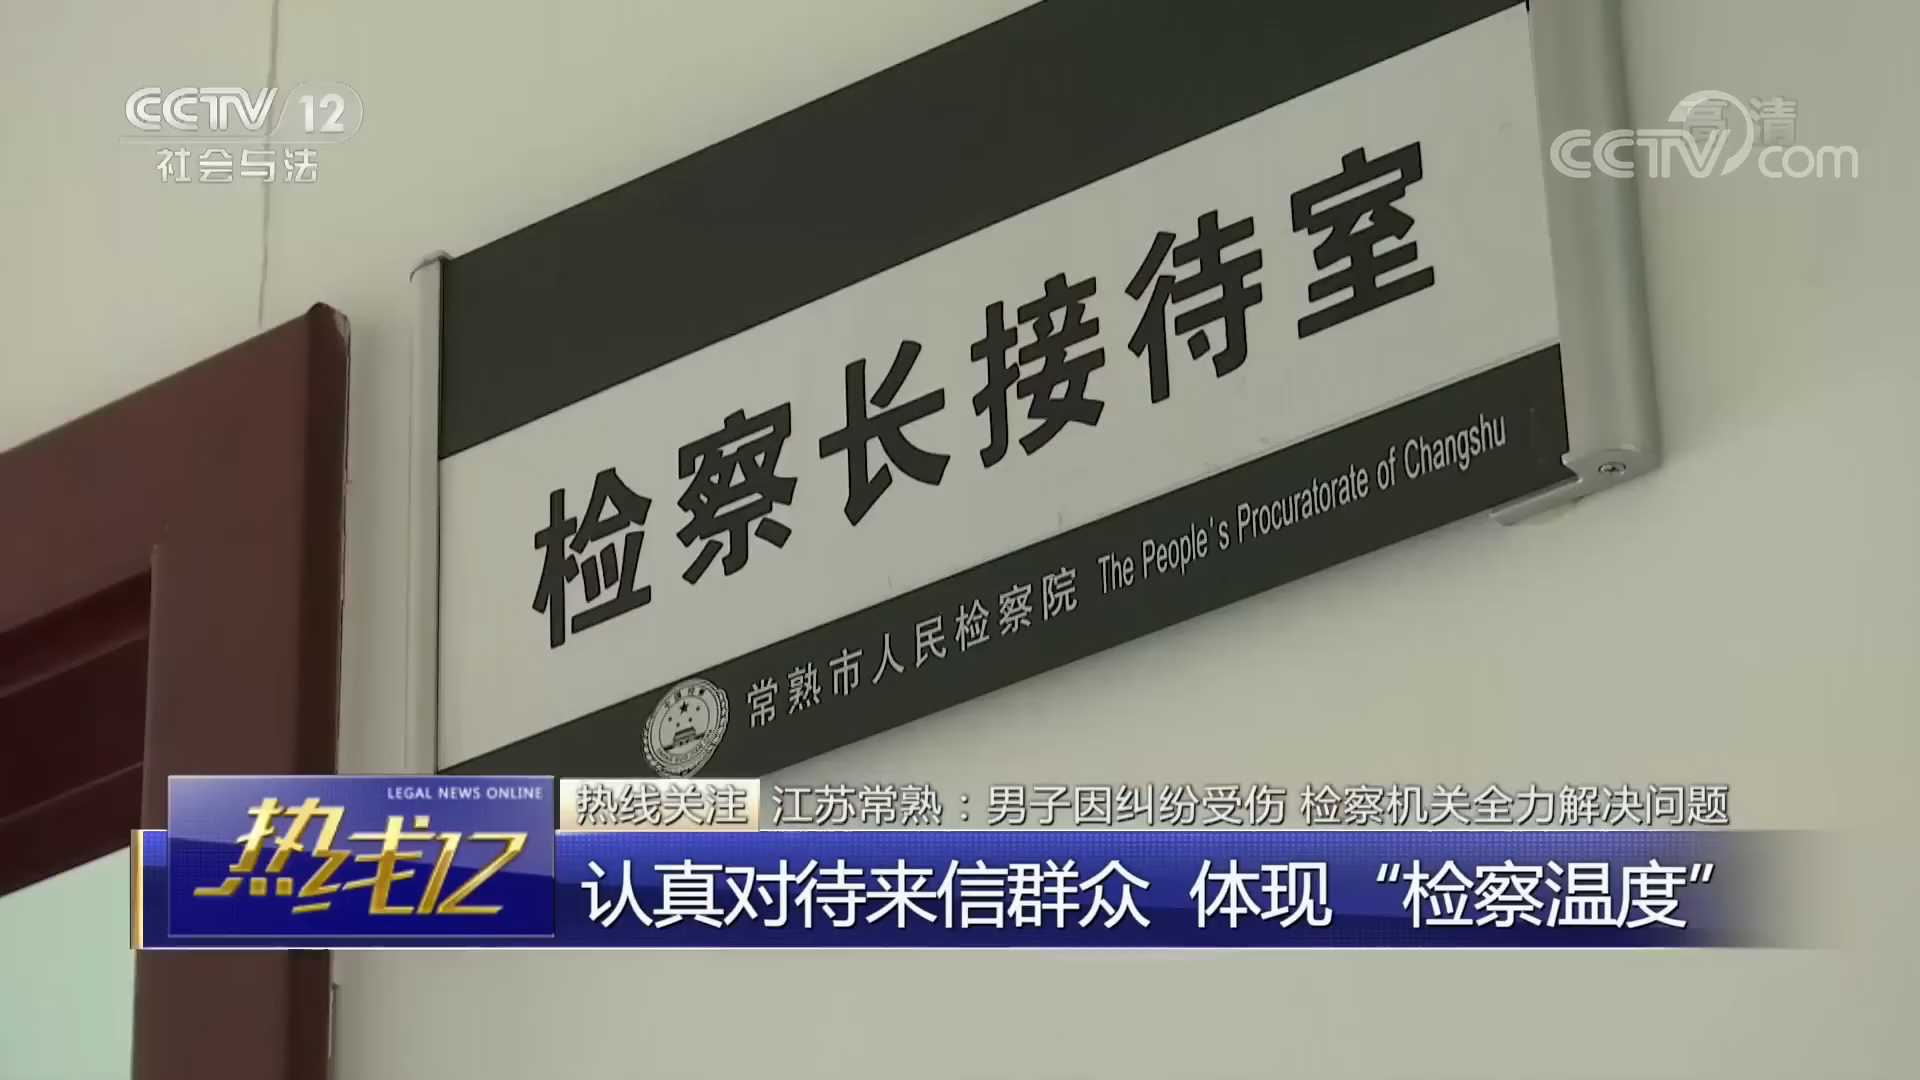 CCTV 12
社会与法
高清
CCTV.com
检察长接待室
常熟市人民检察院 The People's Procuratorate of Changshu
LEGAL NEWS ONLINE
热线12
热线关注 江苏常熟：男子因纠纷受伤 检察机关全力解决问题
认真对待来信群众 体现“检察温度”